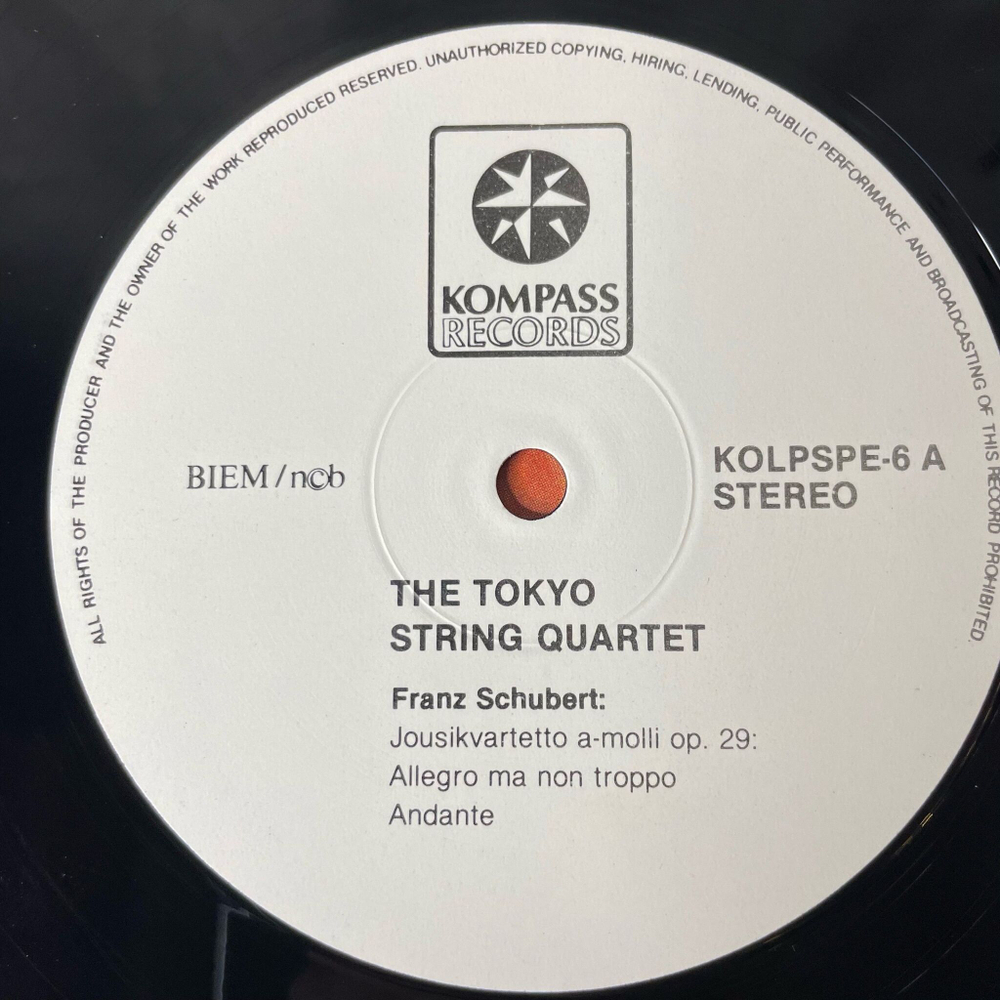 ALL RIGHTS OF THE PRODUCER AND THE OWNER OF THE WORK REPRODUCED RESERVED. UNAUTHORIZED COPYING, HIRING, LENDING, PUBLIC PERFORMANCE AND BROADCASTING OF THIS RECORD PROHIBITED.
KOMPASS
RECORDS
BIEM/n©b
KOLPSPE-6 A
STEREO
THE TOKYO
STRING QUARTET
Franz Schubert:
Jousikvartetto a-molli op. 29:
Allegro ma non troppo
Andante